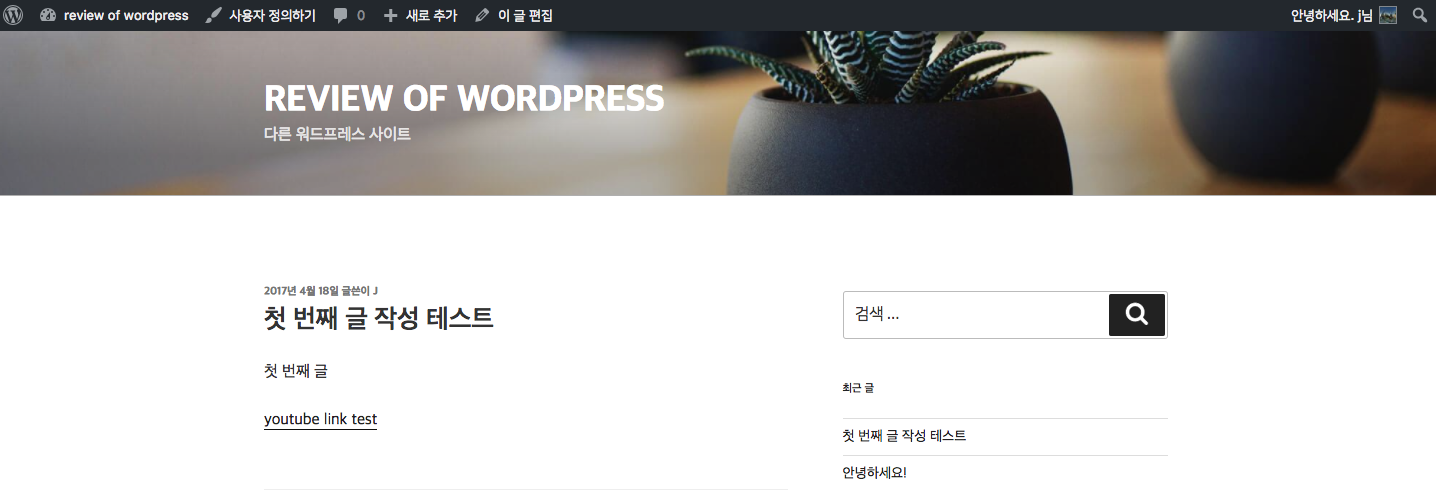 review of wordpress 사용자 정의하기 0 새로 추가 이 글 편집 안녕하세요. j님
REVIEW OF WORDPRESS
다른 워드프레스 사이트
2017년 4월 18일 글쓴이 J
첫 번째 글 작성 테스트
첫 번째 글
youtube link test
검색 ...
최근 글
첫 번째 글 작성 테스트
안녕하세요!